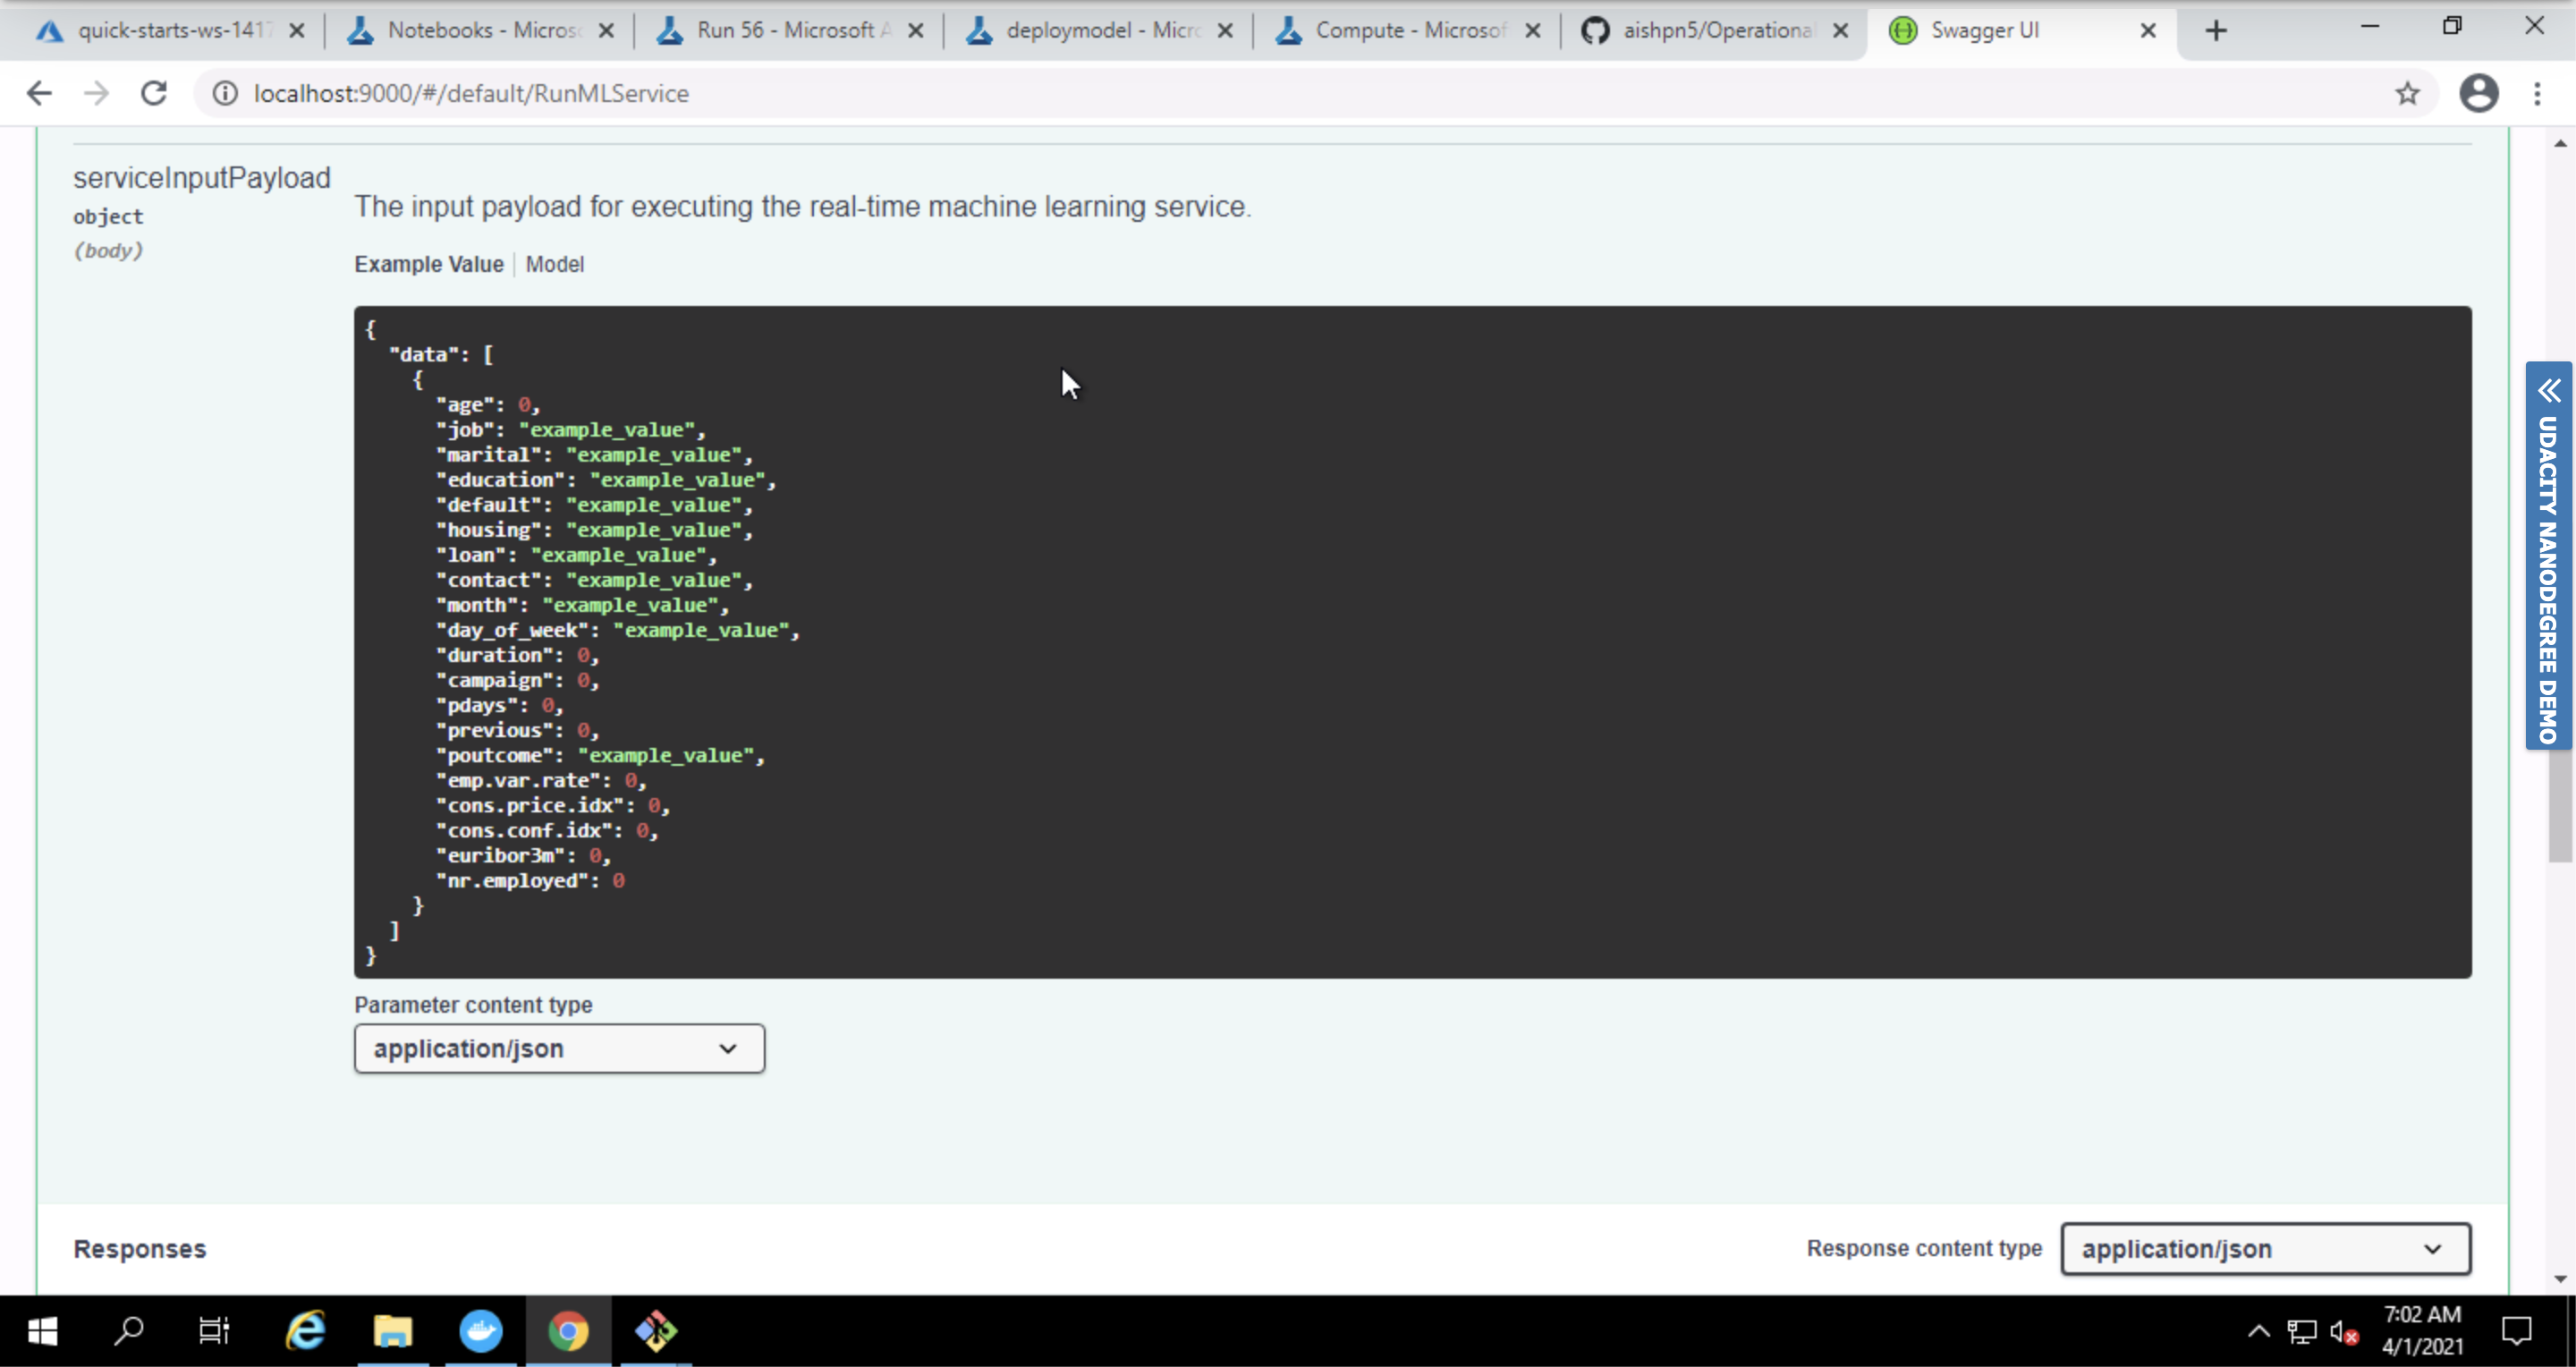 quick-starts-ws-1417
Notebooks - Micros
Run 56 - Microsoft A
deploymodel - Micro
Compute - Microsof
aishpn5/Operational
Swagger UI
localhost:9000/#/default/RunMLService
serviceInputPayload
object
(body)
The input payload for executing the real-time machine learning service.
Example Value | Model
{
"data": [
{
"age": 0,
"job": "example_value",
"marital": "example_value",
"education": "example_value",
"default": "example_value",
"housing": "example_value",
"loan": "example_value",
"contact": "example_value",
"month": "example_value",
"day_of_week": "example_value",
"duration": 0,
"campaign": 0,
"pdays": 0,
"previous": 0,
"poutcome": "example_value",
"emp.var.rate": 0,
"cons.price.idx": 0,
"cons.conf.idx": 0,
"euribor3m": 0,
"nr.employed": 0
}
]
}
Parameter content type
application/json
Responses
Response content type
application/json
UDACITY NANODEGREE DEMO
7:02 AM
4/1/2021